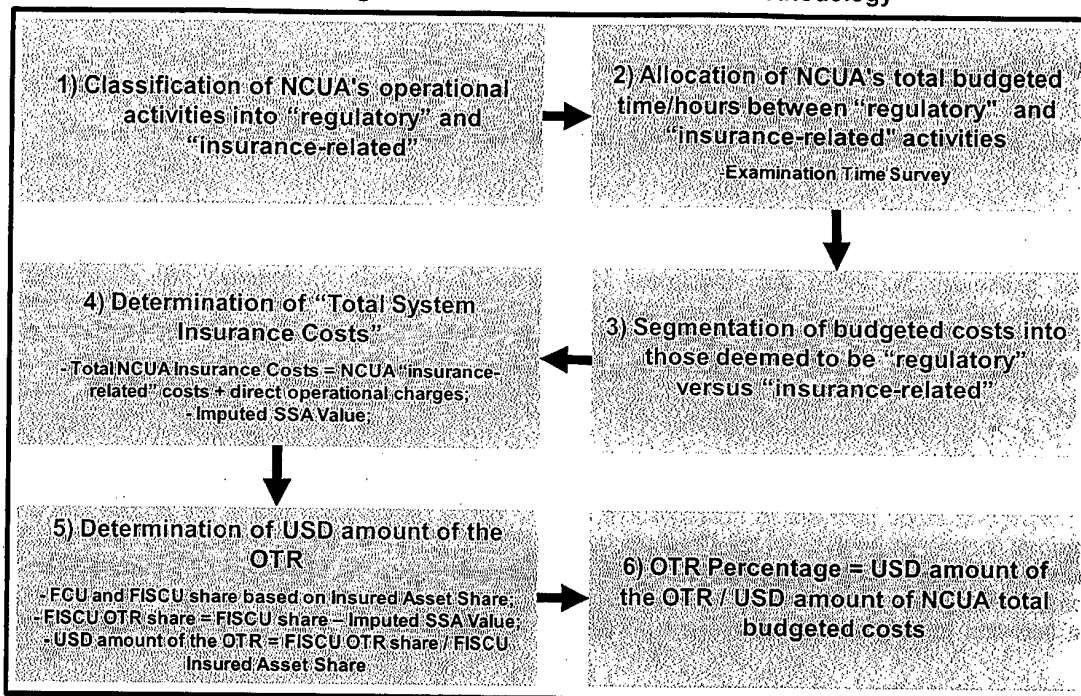 1) Classification of NCUA's operational
activities into "regulatory" and
"insurance-related"
2) Allocation of NCUA's total budgeted
time/hours between "regulatory" and
"insurance-related" activities
-Examination Time Survey
3) Segmentation of budgeted costs into
those deemed to be "regulatory"
versus "insurance-related"
4) Determination of "Total System
Insurance Costs"
- Total NCUA Insurance Costs = NCUA "insurance-
related" costs + direct operational charges;
- Imputed SSA Value;
5) Determination of USD amount of the
OTR
- FCU and FISCU share based on Insured Asset Share;
- FISCU OTR share = FISCU share – Imputed SSA Value;
- USD amount of the OTR = FISCU OTR share / FISCU
Insured Asset Share
6) OTR Percentage = USD amount of
the OTR / USD amount of NCUA total
budgeted costs